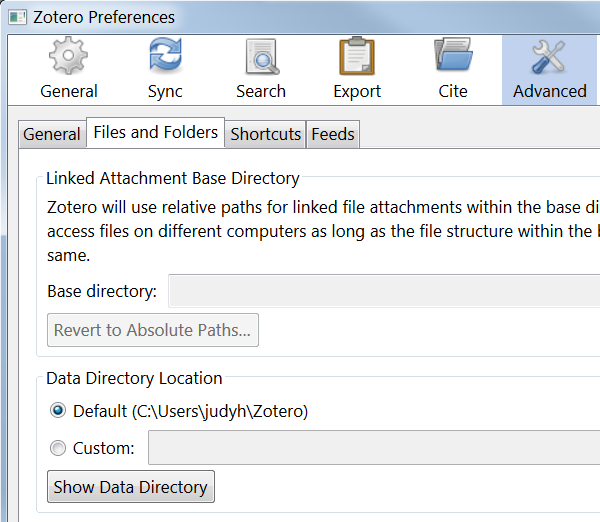 Zotero Preferences
General Sync Search Export Cite Advanced
General Files and Folders Shortcuts Feeds
Linked Attachment Base Directory
Zotero will use relative paths for linked file attachments within the base di
access files on different computers as long as the file structure within the
same.
Base directory:
Revert to Absolute Paths...
Data Directory Location
Default (C:\Users\judyh\Zotero)
Custom:
Show Data Directory